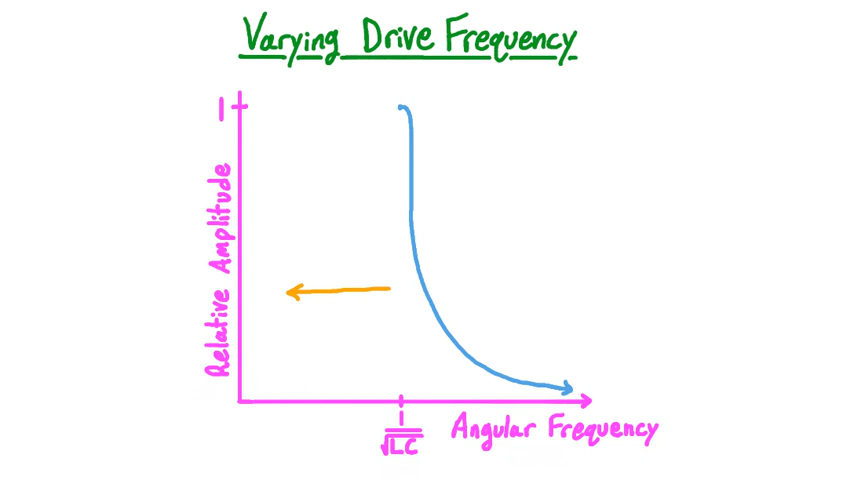 Varying Drive Frequency
1
Relative Amplitude
1
√LC
Angular Frequency